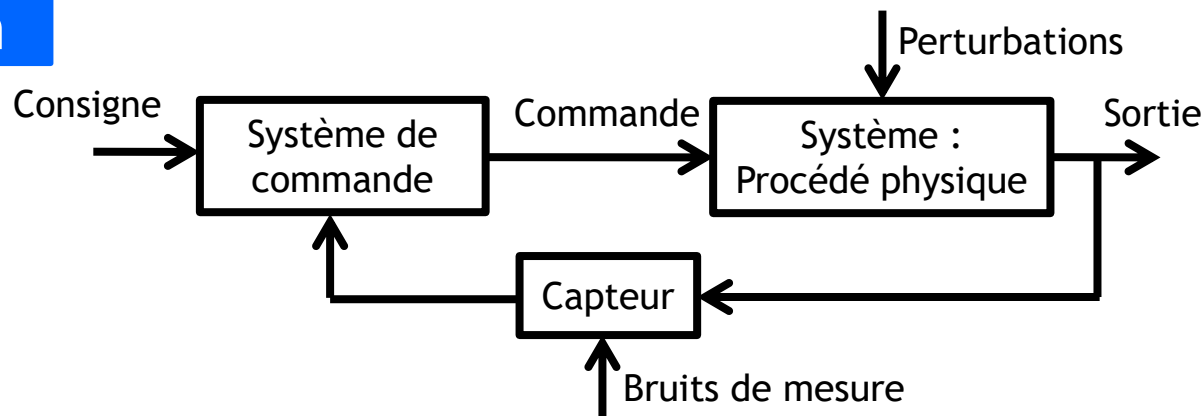 Perturbations
Consigne
Commande
Sortie
Système de
commande
Système :
Procédé physique
Capteur
Bruits de mesure